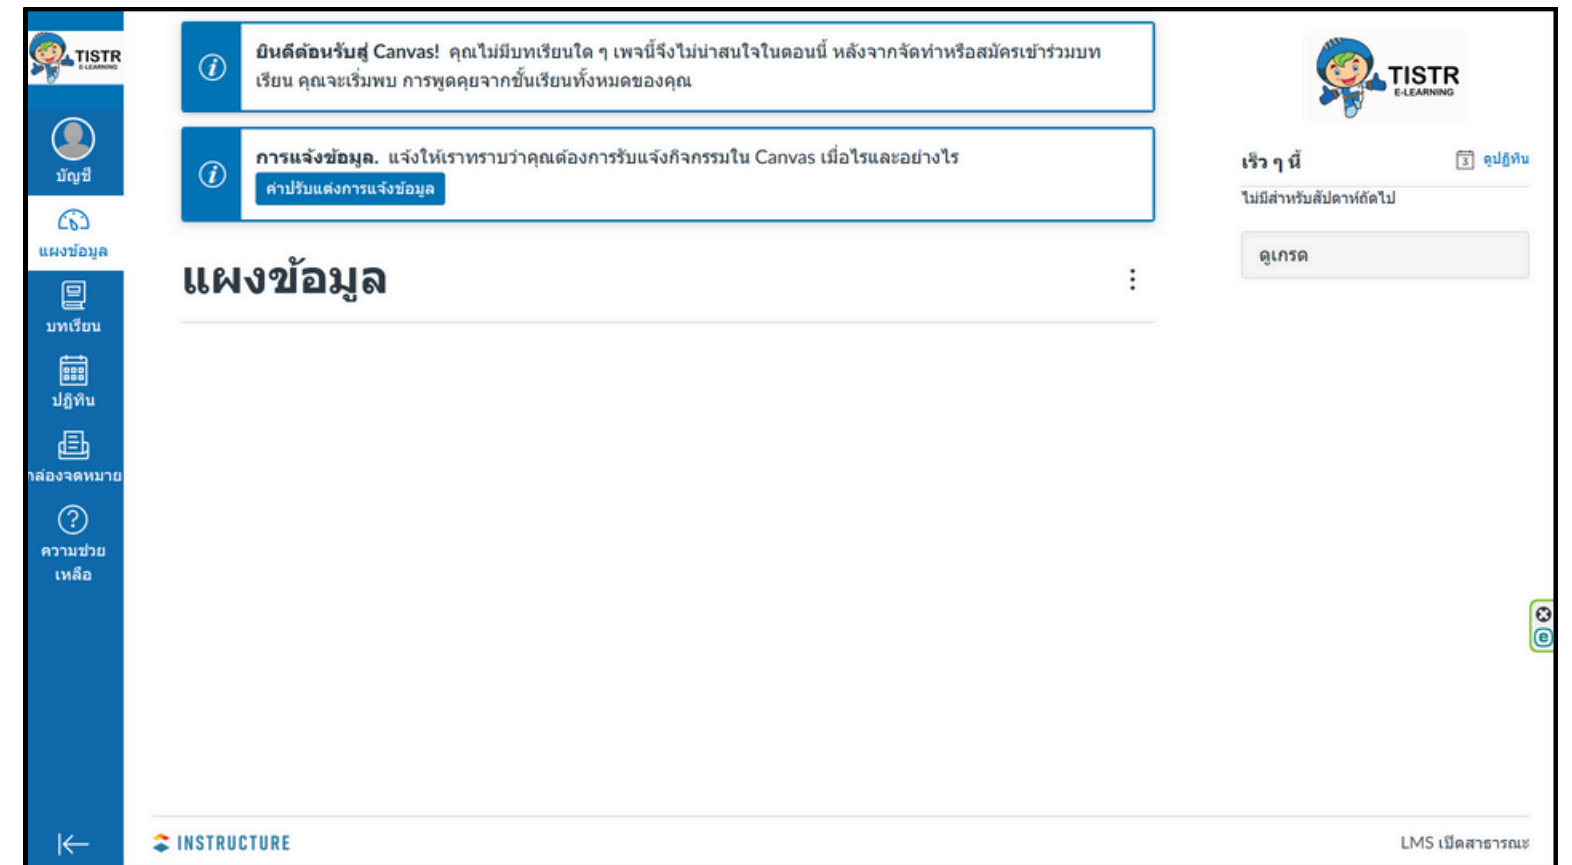 TISTR
E-LEARNING
บัญชี
แผงข้อมูล
บทเรียน
ปฏิทิน
กล่องจดหมาย
ความช่วย
เหลือ
ยินดีต้อนรับสู่ Canvas! คุณไม่มีบทเรียนใด ๆ เพจนี้จึงไม่น่าสนใจในตอนนี้ หลังจากจัดทำหรือสมัครเข้าร่วมบท
เรียน คุณจะเริ่มพบ การพูดคุยจากชั้นเรียนทั้งหมดของคุณ
การแจ้งข้อมูล. แจ้งให้เราทราบว่าคุณต้องการรับแจ้งกิจกรรมใน Canvas เมื่อไรและอย่างไร
ค่าปรับแต่งการแจ้งข้อมูล
แผงข้อมูล
TISTR
E-LEARNING
เร็ว ๆ นี้
3 ดูปฏิทิน
ไม่มีสำหรับสัปดาห์ถัดไป
ดูเกรด
e
INSTRUCTURE
LMS เปิดสาธารณะ